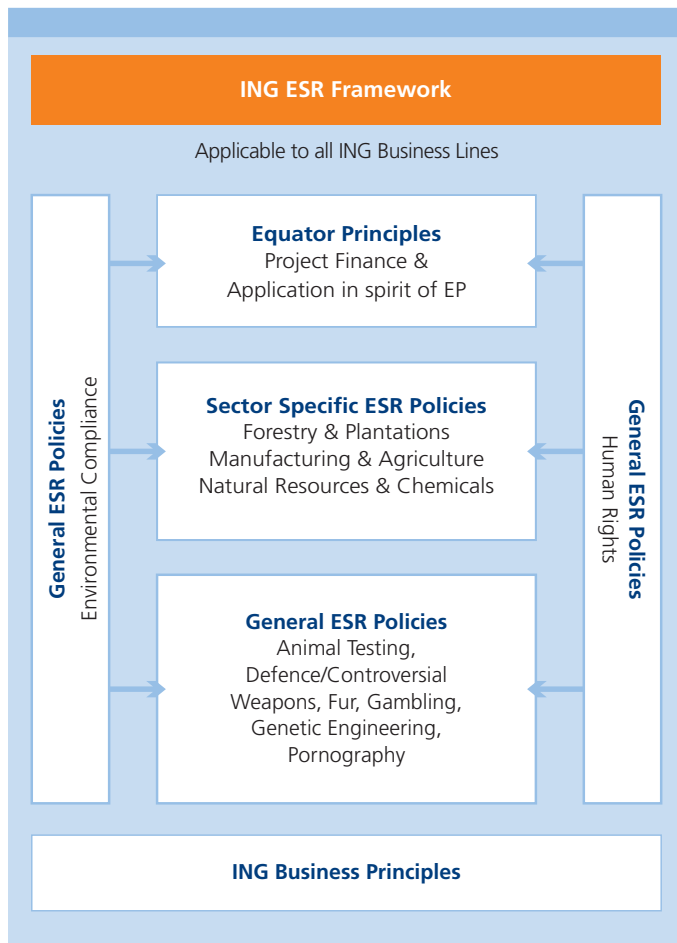 ING ESR Framework
Applicable to all ING Business Lines
General ESR Policies
Environmental Compliance
Equator Principles
Project Finance &
Application in spirit of EP
Sector Specific ESR Policies
Forestry & Plantations
Manufacturing & Agriculture
Natural Resources & Chemicals
General ESR Policies
Animal Testing,
Defence/Controversial
Weapons, Fur, Gambling,
Genetic Engineering,
Pornography
General ESR Policies
Human Rights
ING Business Principles